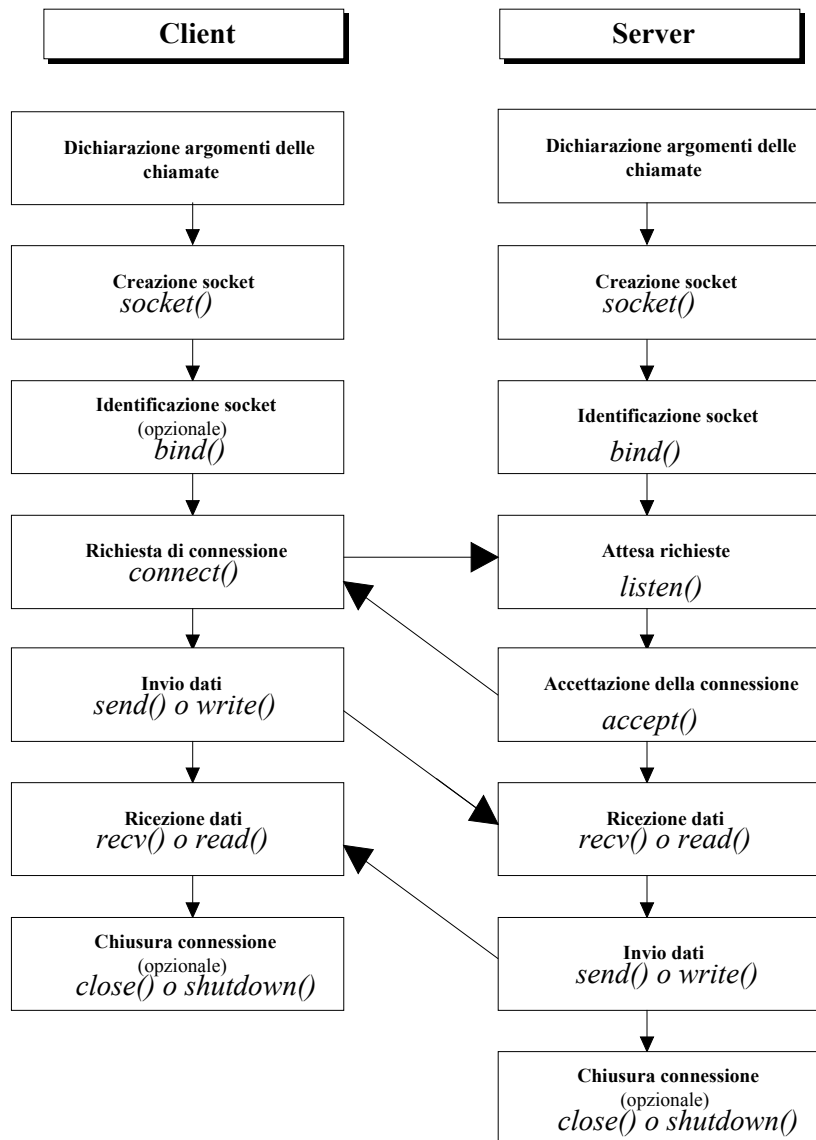 Client
Dichiarazione argomenti delle
chiamate
Creazione socket
socket()
Identificazione socket
(opzionale)
bind()
Richiesta di connessione
connect()
Invio dati
send() o write()
Ricezione dati
recv() o read()
Chiusura connessione
(opzionale)
close() o shutdown()
Server
Dichiarazione argomenti delle
chiamate
Creazione socket
socket()
Identificazione socket
bind()
Attesa richieste
listen()
Accettazione della connessione
accept()
Ricezione dati
recv() o read()
Invio dati
send() o write()
Chiusura connessione
(opzionale)
close() o shutdown()